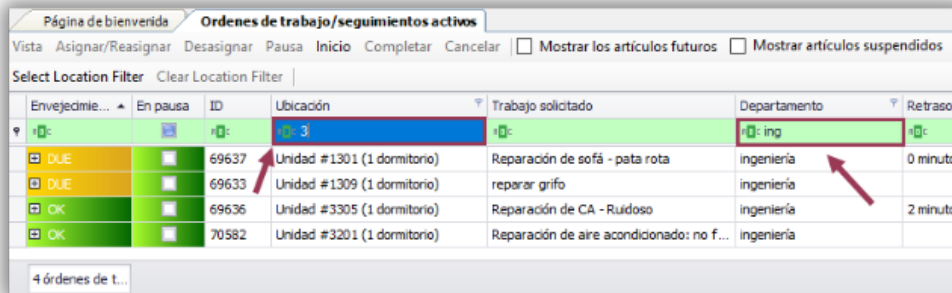 Página de bienvenida Ordenes de trabajo/seguimientos activos
Vista Asignar/Reasignar Desasignar Pausa Inicio Completar Cancelar Mostrar los artículos futuros Mostrar artículos suspendidos
Select Location Filter Clear Location Filter
Envejecimie... En pausa ID Ubicación Trabajo solicitado Departamento Retraso
3 ing
DUE 69637 Unidad #1301 (1 dormitorio) Reparación de sofá - pata rota ingeniería 0 minuto
DUE 69633 Unidad #1309 (1 dormitorio) reparar grifo ingeniería
OK 69636 Unidad #3305 (1 dormitorio) Reparación de CA - Ruidoso ingeniería 2 minuto
OK 70582 Unidad #3201 (1 dormitorio) Reparación de aire acondicionado: no f... ingeniería
4 órdenes de t...